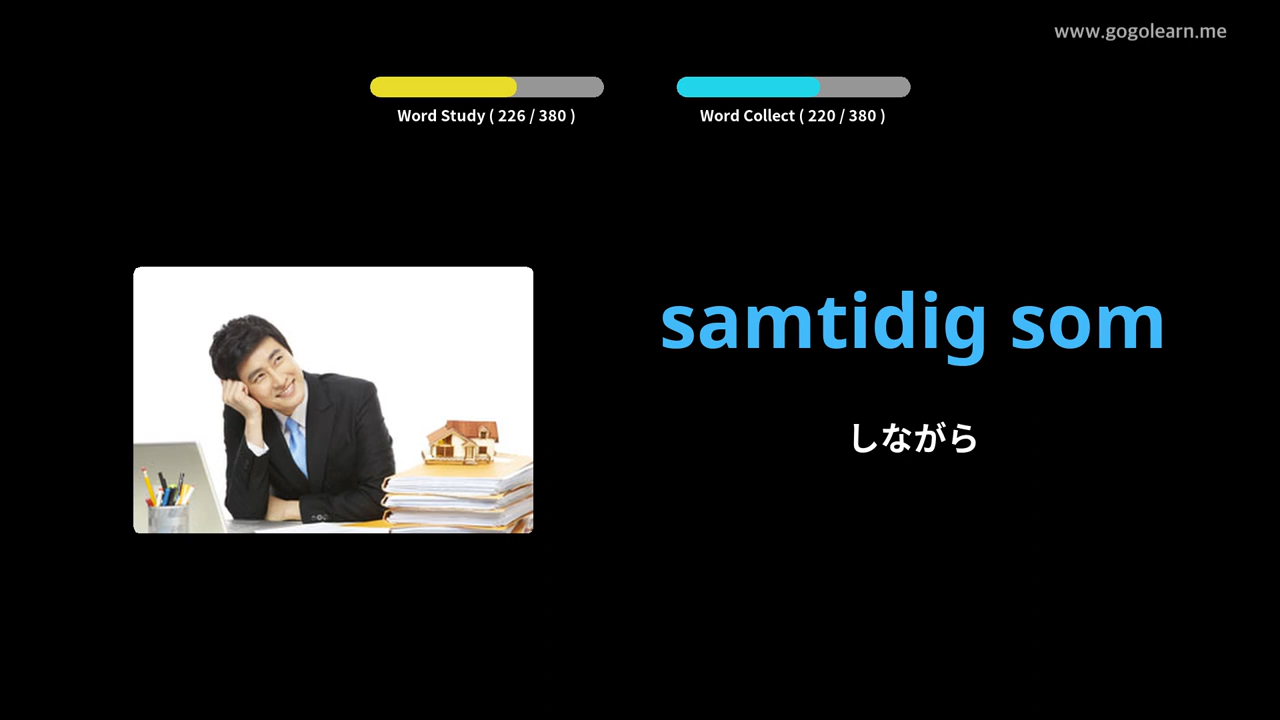 www.gogolearn.me
Word Study ( 226 / 380 )
Word Collect ( 220 / 380 )
samtidig som
しながら